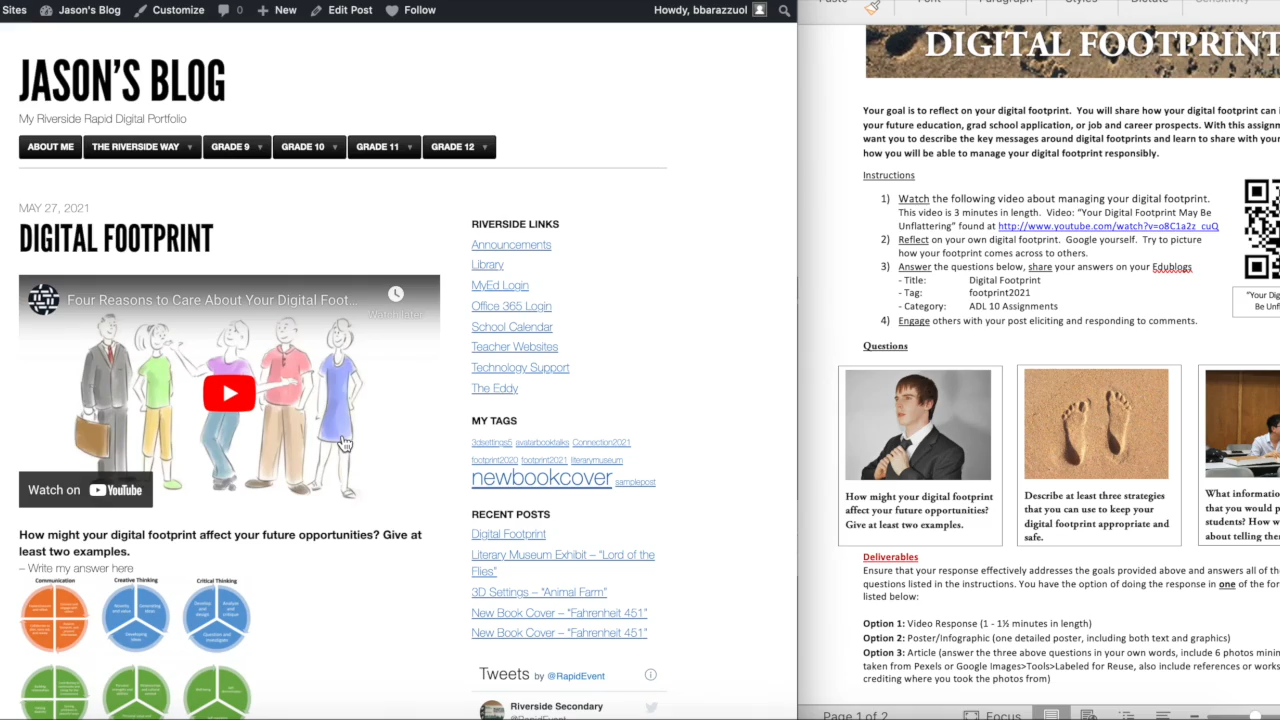 Sites Jason's Blog Customize 0 New Edit Post Follow Howdy, bbarazzuol
JASON'S BLOG
My Riverside Rapid Digital Portfolio
ABOUT ME THE RIVERSIDE WAY GRADE 9 GRADE 10 GRADE 11 GRADE 12
MAY 27, 2021
DIGITAL FOOTPRINT
Four Reasons to Care About Your Digital Foot...
Watch later
Watch on YouTube
How might your digital footprint affect your future opportunities? Give at
least two examples.
– Write my answer here
Communication Creative Thinking Critical Thinking
RIVERSIDE LINKS
Announcements
Library
MyEd Login
Office 365 Login
School Calendar
Teacher Websites
Technology Support
The Eddy
MY TAGS
3dsettings5 avatarbooktalks Connection2021
footprint2020 footprint2021 literarymuseum
newbookcover samplepost
RECENT POSTS
Digital Footprint
Literary Museum Exhibit – "Lord of the
Flies"
3D Settings – "Animal Farm"
New Book Cover – "Fahrenheit 451"
New Book Cover – "Fahrenheit 451"
Tweets by @RapidEvent
Riverside Secondary
@RapidEvent
DIGITAL FOOTPRINT
Your goal is to reflect on your digital footprint. You will share how your digital footprint can i
your future education, grad school application, or job and career prospects. With this assignm
want you to describe the key messages around digital footprints and learn to share with your
how you will be able to manage your digital footprint responsibly.
Instructions
1) Watch the following video about managing your digital footprint.
This video is 3 minutes in length. Video: "Your Digital Footprint May Be
Unflattering" found at http://www.youtube.com/watch?v=o8C1a2z_cuQ
2) Reflect on your own digital footprint. Google yourself. Try to picture
how your footprint comes across to others.
3) Answer the questions below, share your answers on your Edublogs
- Title: Digital Footprint
- Tag: footprint2021
- Category: ADL 10 Assignments
4) Engage others with your post eliciting and responding to comments.
"Your Dig
Be Unfl
Questions
How might your digital footprint
affect your future opportunities?
Give at least two examples.
Describe at least three strategies
that you can use to keep your
digital footprint appropriate and
safe.
What informatio
that you would p
students? How w
about telling the
Deliverables
Ensure that your response effectively addresses the goals provided above and answers all of the
questions listed in the instructions. You have the option of doing the response in one of the for
listed below:
Option 1: Video Response (1 - 1½ minutes in length)
Option 2: Poster/Infographic (one detailed poster, including both text and graphics)
Option 3: Article (answer the three above questions in your own words, include 6 photos minim
taken from Pexels or Google Images>Tools>Labeled for Reuse, also include references or works
crediting where you took the photos from)
Page 1 of 2 Focus